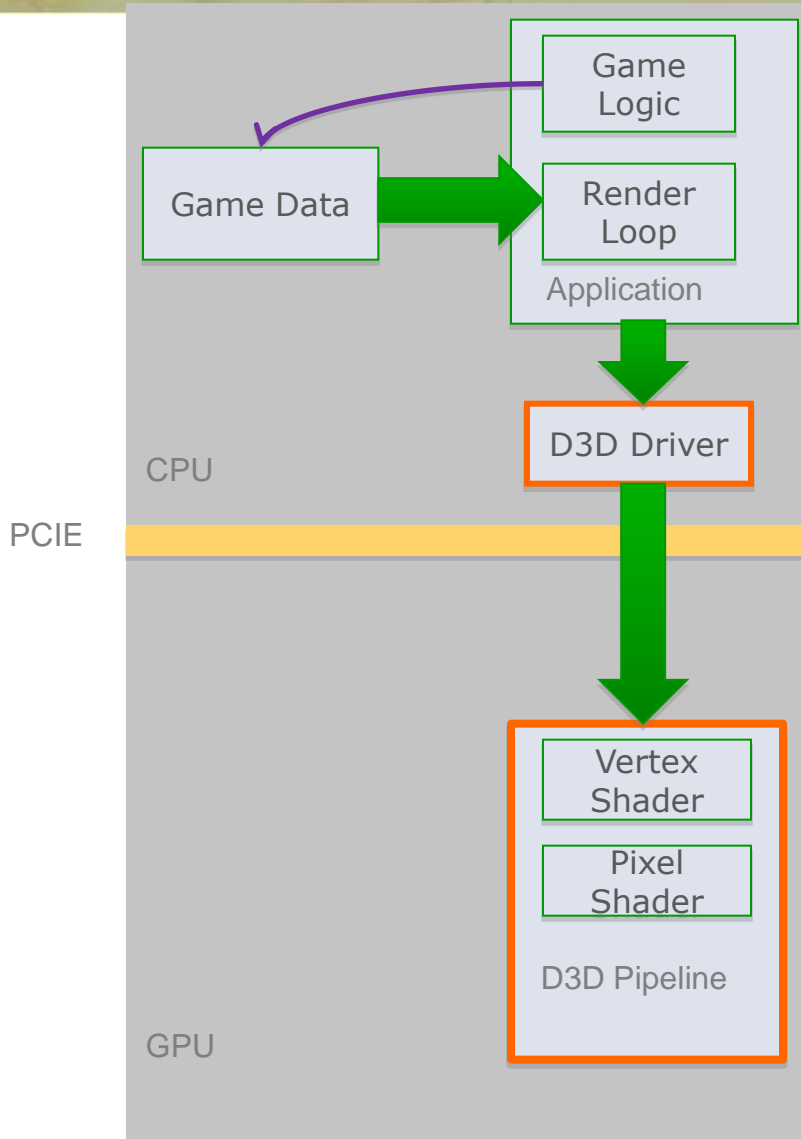 Game
Logic
Game Data
Render
Loop
Application
D3D Driver
CPU
PCIE
Vertex
Shader
Pixel
Shader
D3D Pipeline
GPU